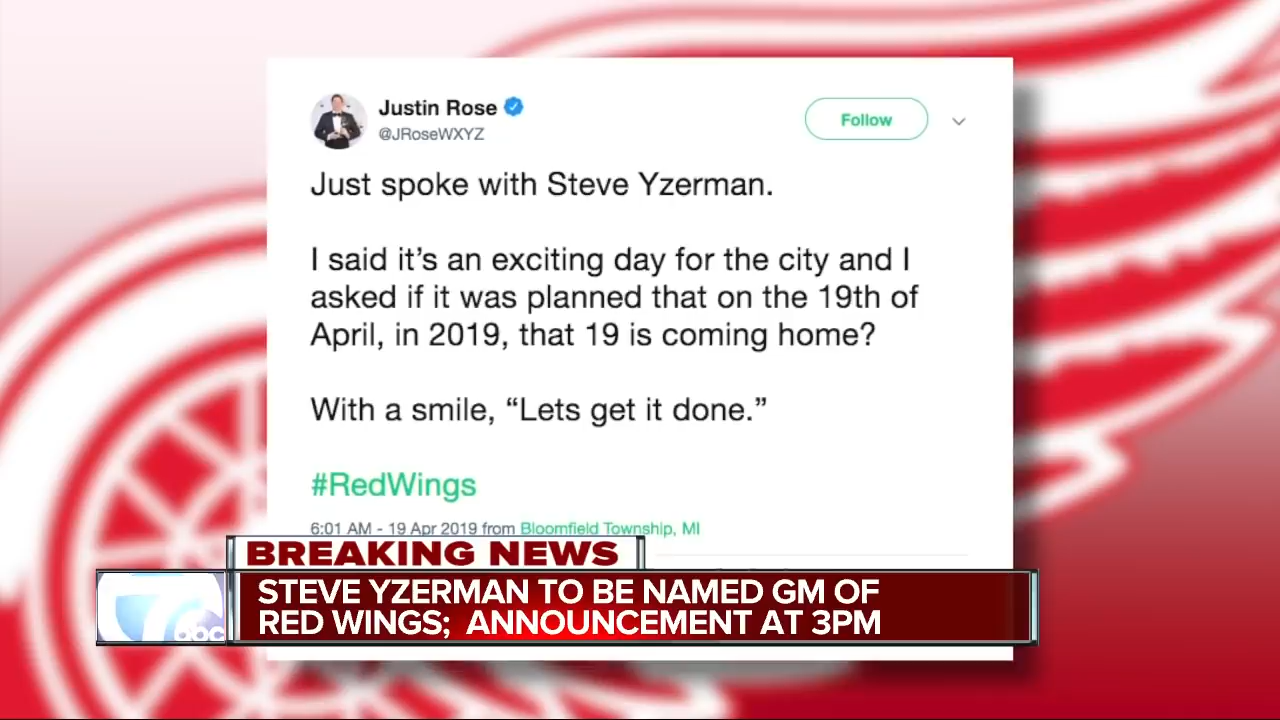 Justin Rose
@JRoseWXYZ
Follow
Just spoke with Steve Yzerman.
I said it’s an exciting day for the city and I
asked if it was planned that on the 19th of
April, in 2019, that 19 is coming home?
With a smile, “Lets get it done.”
#RedWings
6:01 AM - 19 Apr 2019 from Bloomfield Township, MI
BREAKING NEWS
7 abc
STEVE YZERMAN TO BE NAMED GM OF
RED WINGS; ANNOUNCEMENT AT 3PM